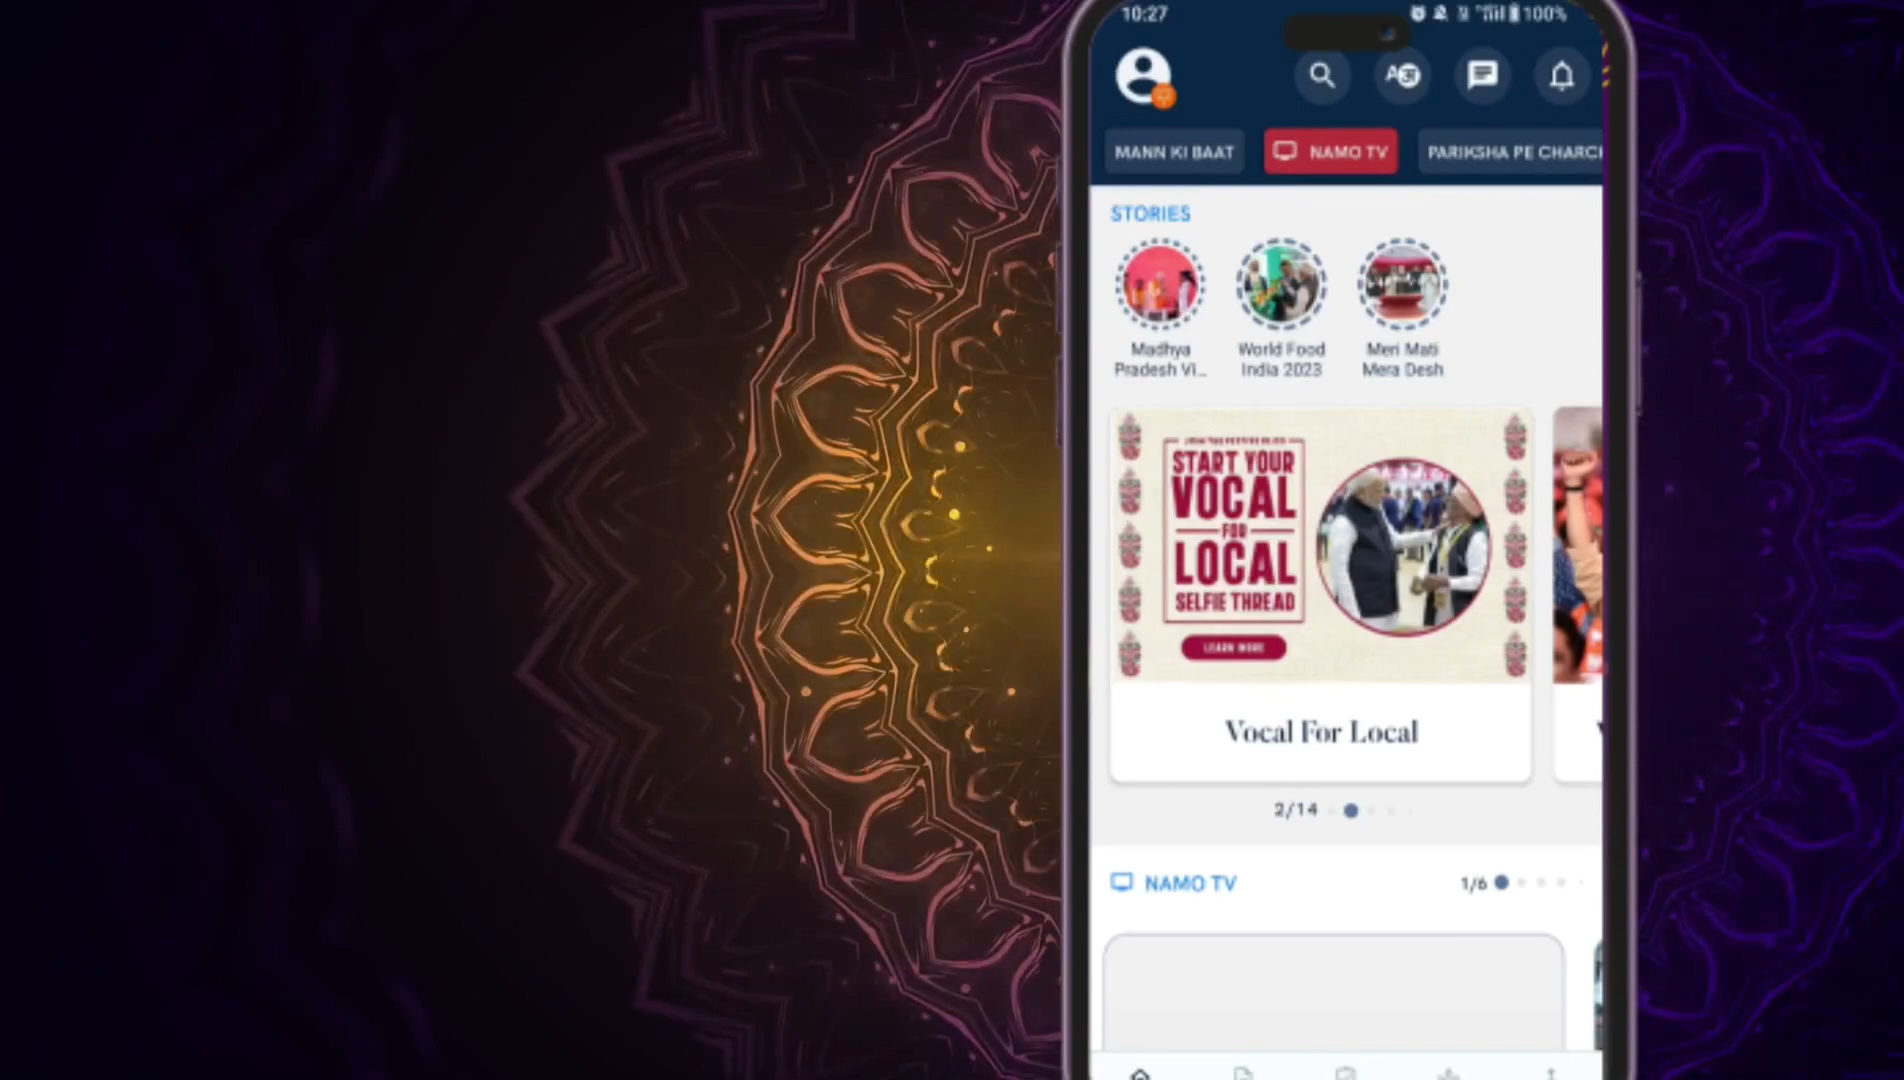 10:27
100%
MANN KI BAAT
NAMO TV
PARIKSHA PE CHARCH
STORIES
Madhya
Pradesh Vi...
World Food
India 2023
Meri Mati
Mera Desh
START YOUR
VOCAL
FOR
LOCAL
SELFIE THREAD
LEARN MORE
Vocal For Local
2/14
NAMO TV
1/6